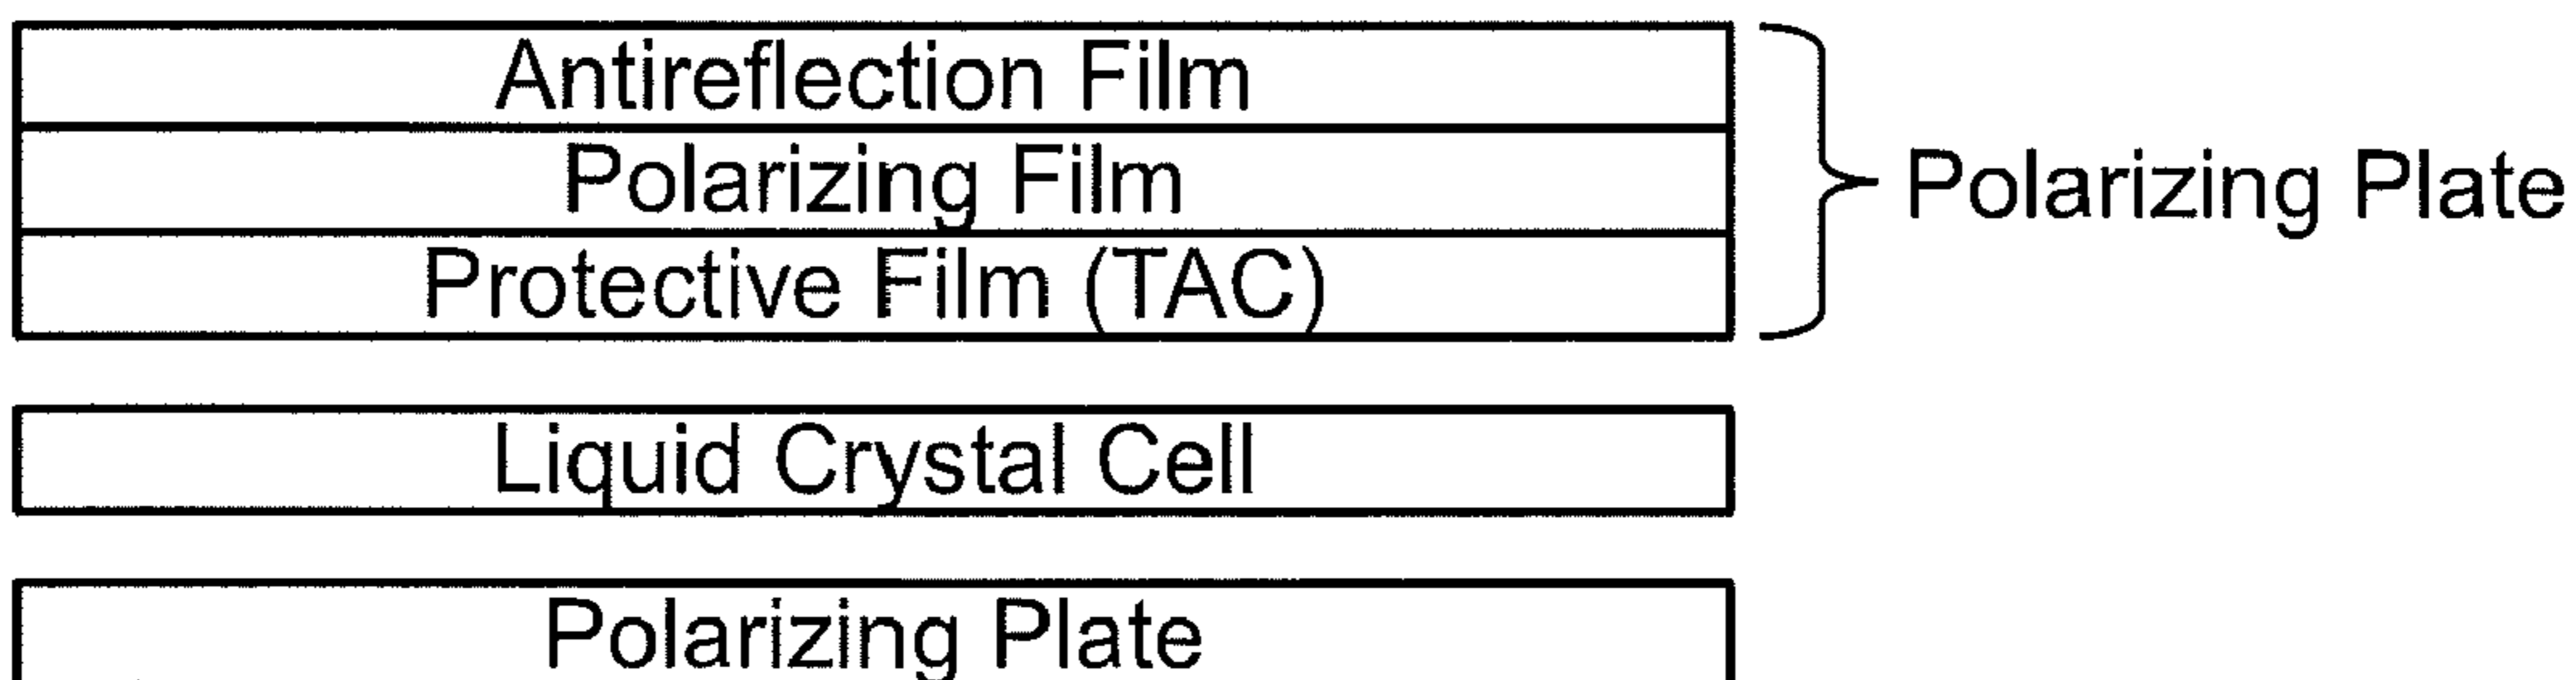 Antireflection Film
Polarizing Film
Polarizing Plate
Protective Film (TAC)
Liquid Crystal Cell
Polarizing Plate